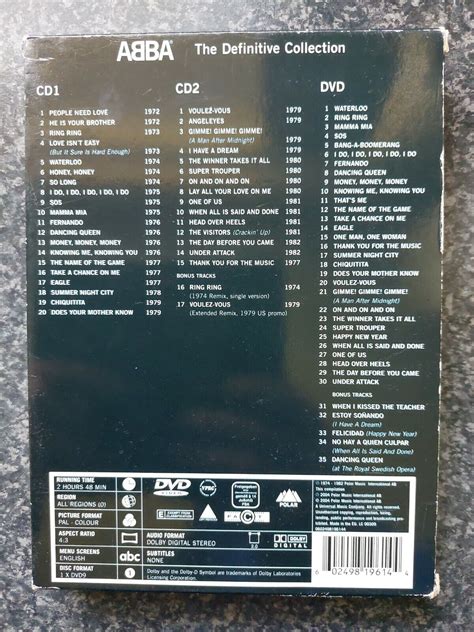 ABBA The Definitive Collection
CD1
1 PEOPLE NEED LOVE 1972
2 HE IS YOUR BROTHER 1972
3 RING RING 1973
4 LOVE ISN'T EASY 1973
(But It Sure Is Hard Enough)
5 WATERLOO 1974
6 HONEY, HONEY 1974
7 SO LONG 1974
8 I DO, I DO, I DO, I DO, I DO 1975
9 SOS 1975
10 MAMMA MIA 1975
11 FERNANDO 1976
12 DANCING QUEEN 1976
13 MONEY, MONEY, MONEY 1976
14 KNOWING ME, KNOWING YOU 1976
15 THE NAME OF THE GAME 1977
16 TAKE A CHANCE ON ME 1977
17 EAGLE 1977
18 SUMMER NIGHT CITY 1978
19 CHIQUITITA 1979
20 DOES YOUR MOTHER KNOW 1979
CD2
1 VOULEZ-VOUS 1979
2 ANGELEYES 1979
3 GIMME! GIMME! GIMME!
(A Man After Midnight) 1979
4 I HAVE A DREAM 1979
5 THE WINNER TAKES IT ALL 1980
6 SUPER TROUPER 1980
7 ON AND ON AND ON 1980
8 LAY ALL YOUR LOVE ON ME 1980
9 ONE OF US 1981
10 WHEN ALL IS SAID AND DONE 1981
11 HEAD OVER HEELS 1981
12 THE VISITORS (Crackin' Up) 1981
13 THE DAY BEFORE YOU CAME 1982
14 UNDER ATTACK 1982
15 THANK YOU FOR THE MUSIC 1977
BONUS TRACKS
16 RING RING 1974
(1974 Remix, single version)
17 VOULEZ-VOUS 1979
(Extended Remix, 1979 US promo)
DVD
1 WATERLOO
2 RING RING
3 MAMMA MIA
4 SOS
5 BANG-A-BOOMERANG
6 I DO, I DO, I DO, I DO, I DO
7 FERNANDO
8 DANCING QUEEN
9 MONEY, MONEY, MONEY
10 KNOWING ME, KNOWING YOU
11 THAT'S ME
12 THE NAME OF THE GAME
13 TAKE A CHANCE ON ME
14 EAGLE
15 ONE MAN, ONE WOMAN
16 THANK YOU FOR THE MUSIC
17 SUMMER NIGHT CITY
18 CHIQUITITA
19 DOES YOUR MOTHER KNOW
20 VOULEZ-VOUS
21 GIMME! GIMME! GIMME!
(A Man After Midnight)
22 ON AND ON AND ON
23 THE WINNER TAKES IT ALL
24 SUPER TROUPER
25 HAPPY NEW YEAR
26 WHEN ALL IS SAID AND DONE
27 ONE OF US
28 HEAD OVER HEELS
29 THE DAY BEFORE YOU CAME
30 UNDER ATTACK
BONUS TRACKS
31 WHEN I KISSED THE TEACHER
32 ESTOY SOÑANDO
(I Have A Dream)
33 FELICIDAD (Happy New Year)
34 NO HAY A QUIEN CULPAR
(When All Is Said And Done)
35 DANCING QUEEN
(at The Royal Swedish Opera)
RUNNING TIME
2 HOURS 48 MIN
REGION
ALL REGIONS (0)
PICTURE FORMAT
PAL - COLOUR
ASPECT RATIO
4:3
MENU SCREENS
ENGLISH
DISC FORMAT
1 X DVD9
DVD
VIDEO
FACT
POLAR
AUDIO FORMAT
DOLBY DIGITAL STEREO
2.0
DOLBY
DIGITAL
abc
SUBTITLES
NONE
Dolby and the Double-D Symbol are trademarks of Dolby Laboratories
Licensing Corporation.
6 02498 19614 4